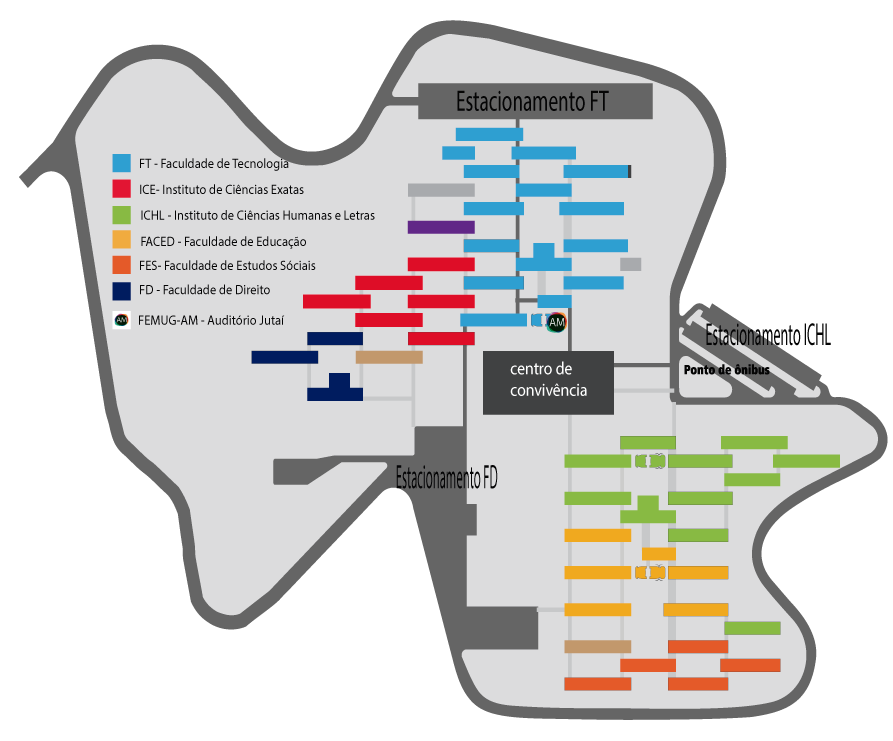 Estacionamento FT
FT - Faculdade de Tecnologia
ICE- Instituto de Ciências Exatas
ICHL - Instituto de Ciências Humanas e Letras
FACED - Faculdade de Educação
FES- Faculdade de Estudos Sóciais
FD - Faculdade de Direito
AM
FEMUG-AM - Auditório Jutaí
AM
Estacionamento ICHL
centro de
convivência
Ponto de ônibus
Estacionamento FD